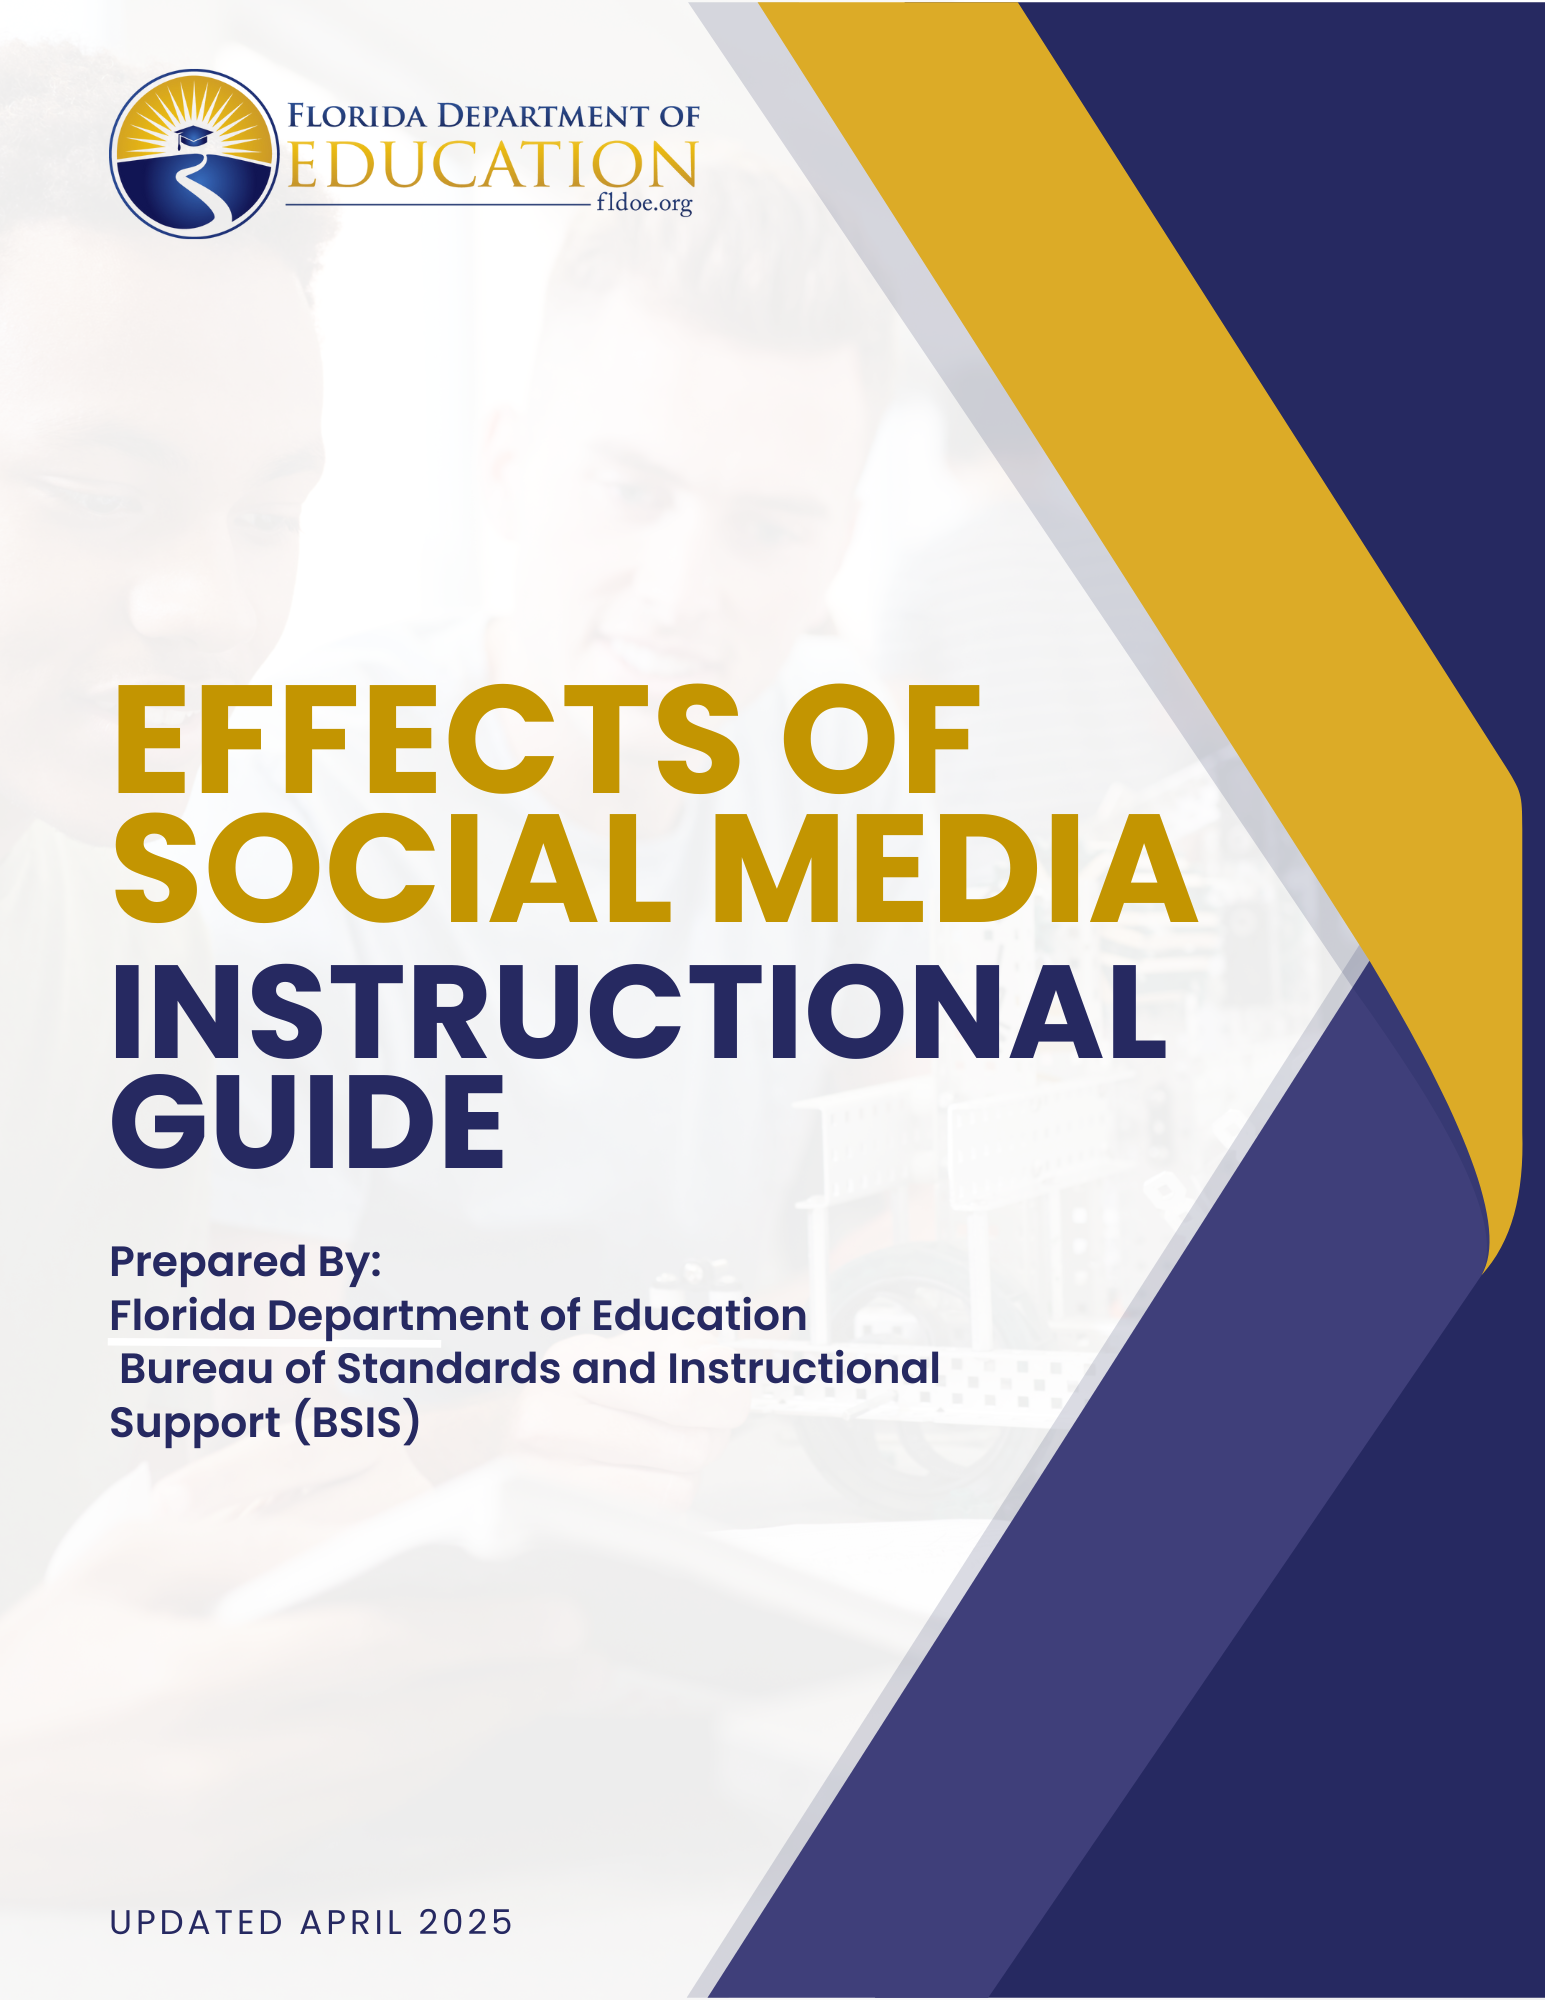 FLORIDA DEPARTMENT OF
EDUCATION
fldoe.org
EFFECTS OF
SOCIAL MEDIA
INSTRUCTIONAL
GUIDE
Prepared By:
Florida Department of Education
Bureau of Standards and Instructional
Support (BSIS)
UPDATED APRIL 2025